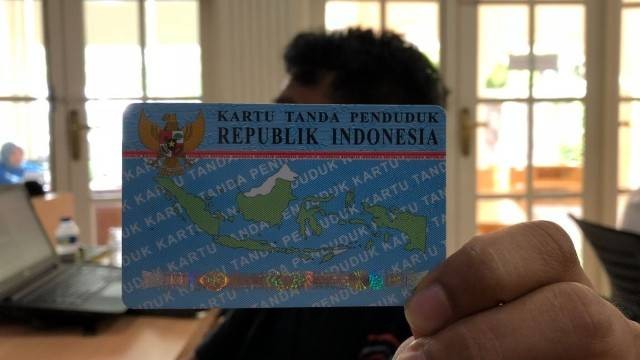 KARTU TANDA PENDUDUK
REPUBLIK INDONESIA